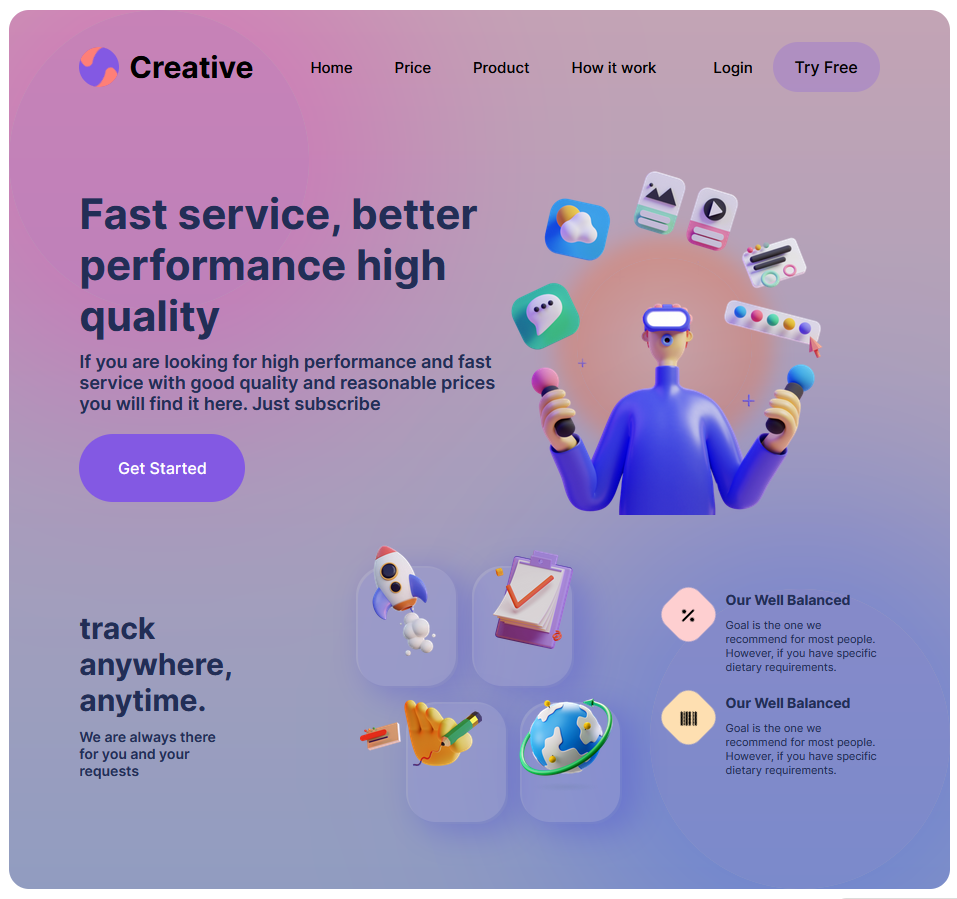 Creative
Home
Price
Product
How it work
Login
Try Free
Fast service, better
performance high
quality
If you are looking for high performance and fast
service with good quality and reasonable prices
you will find it here. Just subscribe
Get Started
track
anywhere,
anytime.
We are always there
for you and your
requests
Our Well Balanced
Goal is the one we
recommend for most people.
However, if you have specific
dietary requirements.
Our Well Balanced
Goal is the one we
recommend for most people.
However, if you have specific
dietary requirements.